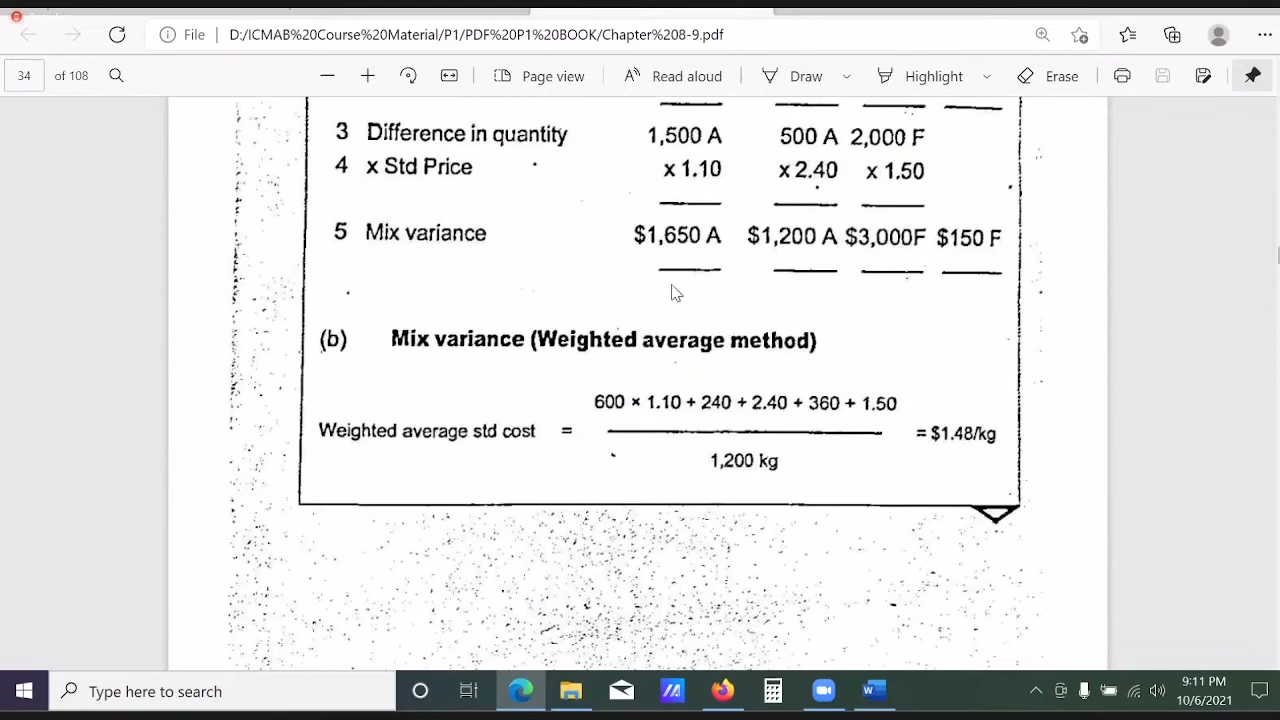 File D:/ICMAB%20Course%20Material/P1/PDF%20P1%20BOOK/Chapter%208-9.pdf
34 of 108 Page view Read aloud Draw Highlight Erase
3 Difference in quantity 1,500 A 500 A 2,000 F
4 x Std Price x 1.10 x 2.40 x 1.50
5 Mix variance $1,650 A $1,200 A $3,000F $150 F
(b) Mix variance (Weighted average method)
600 × 1.10 + 240 + 2.40 + 360 + 1.50
Weighted average std cost = = $1.48/kg
1,200 kg
Type here to search
9:11 PM
10/6/2021